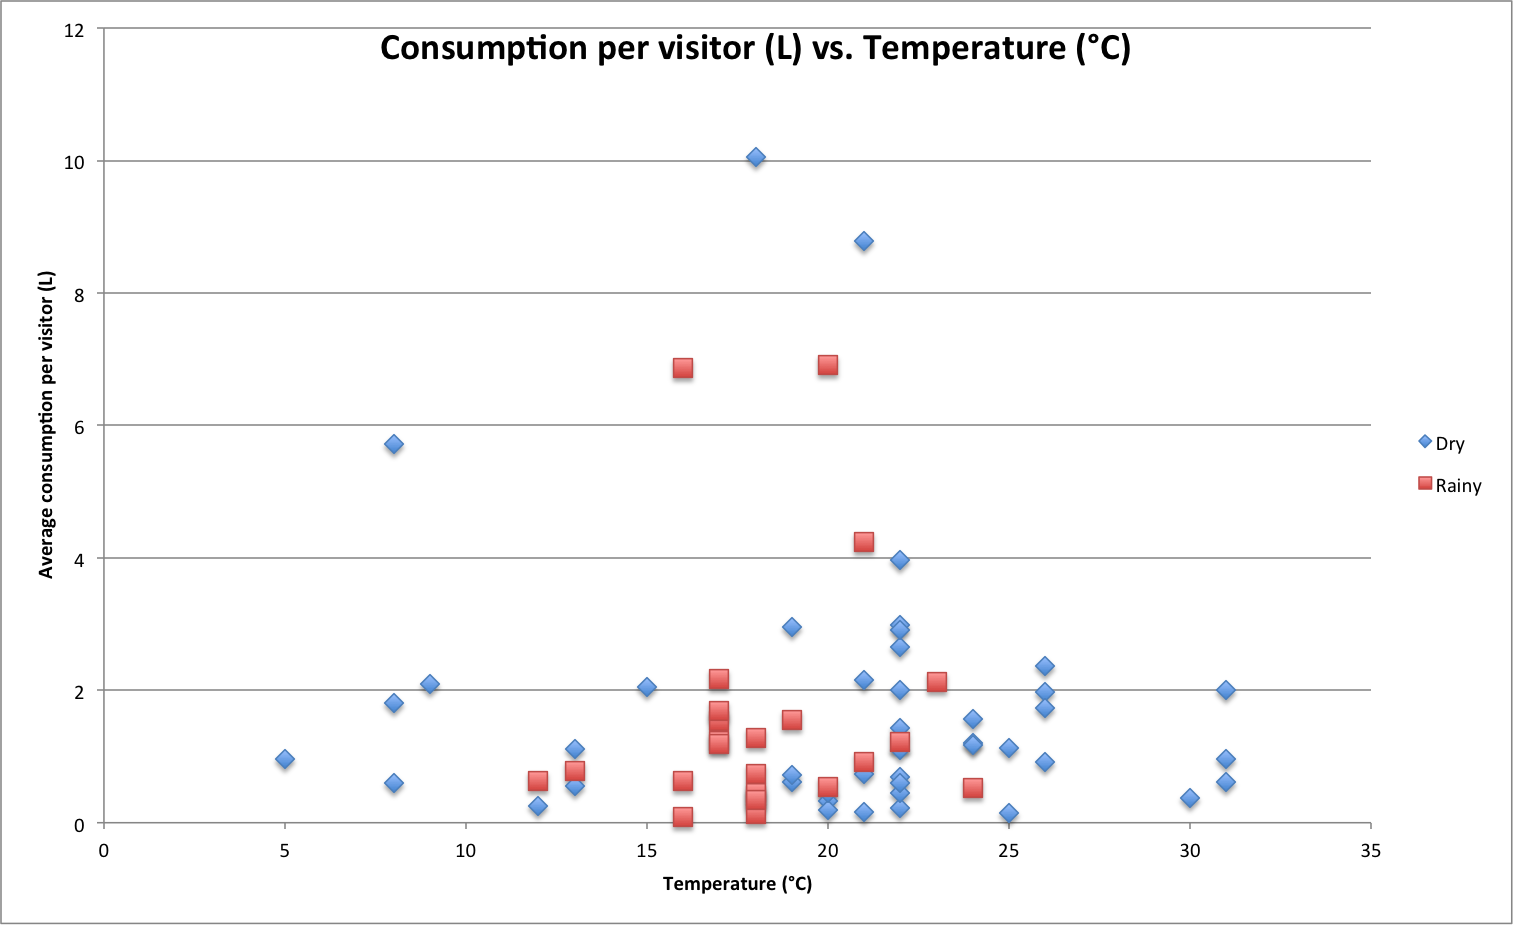 Consumption per visitor (L) vs. Temperature (°C)
12
10
8
6
4
2
0
Average consumption per visitor (L)
0 5 10 15 20 25 30 35
Temperature (°C)
Dry
Rainy